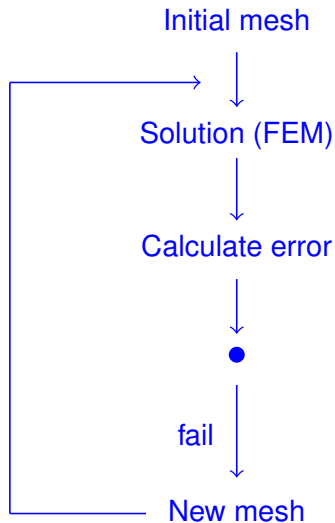 Initial mesh
Solution (FEM)
Calculate error
fail
New mesh